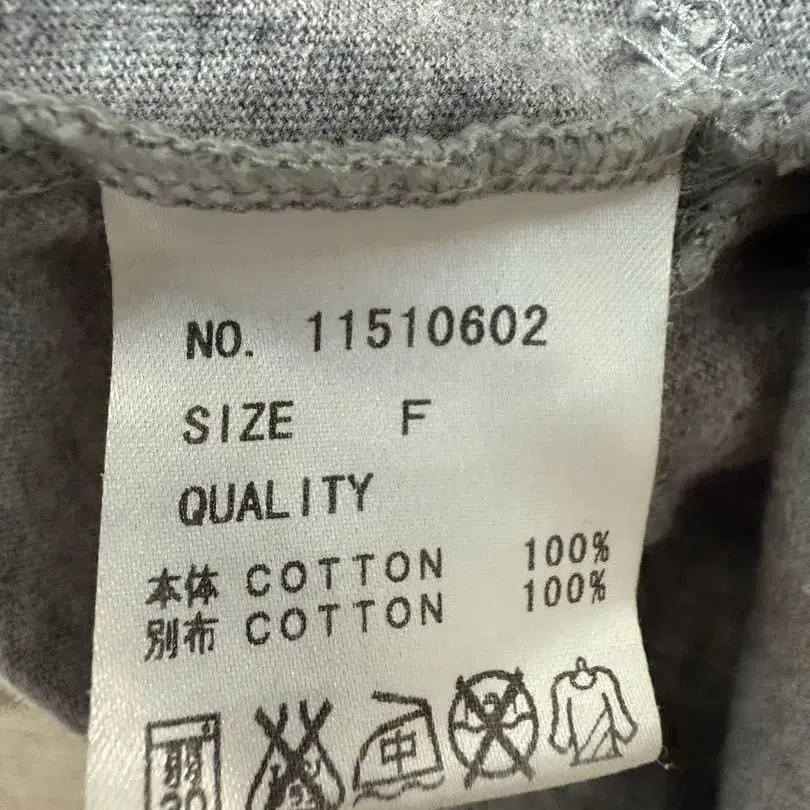 NO. 11510602
SIZE F
QUALITY
本体 COTTON 100%
別布 COTTON 100%
中